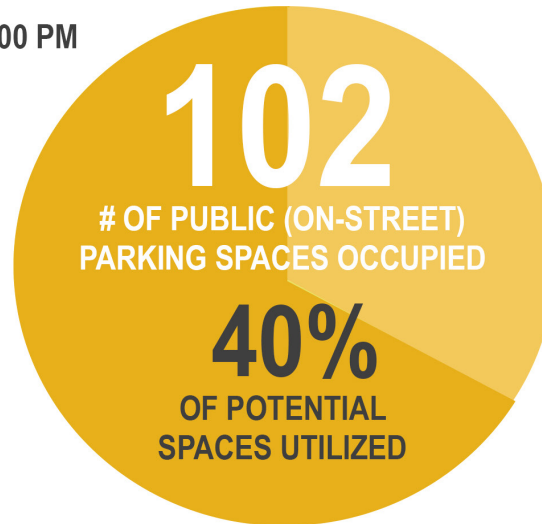 00 PM
102
# OF PUBLIC (ON-STREET)
PARKING SPACES OCCUPIED
40%
OF POTENTIAL
SPACES UTILIZED